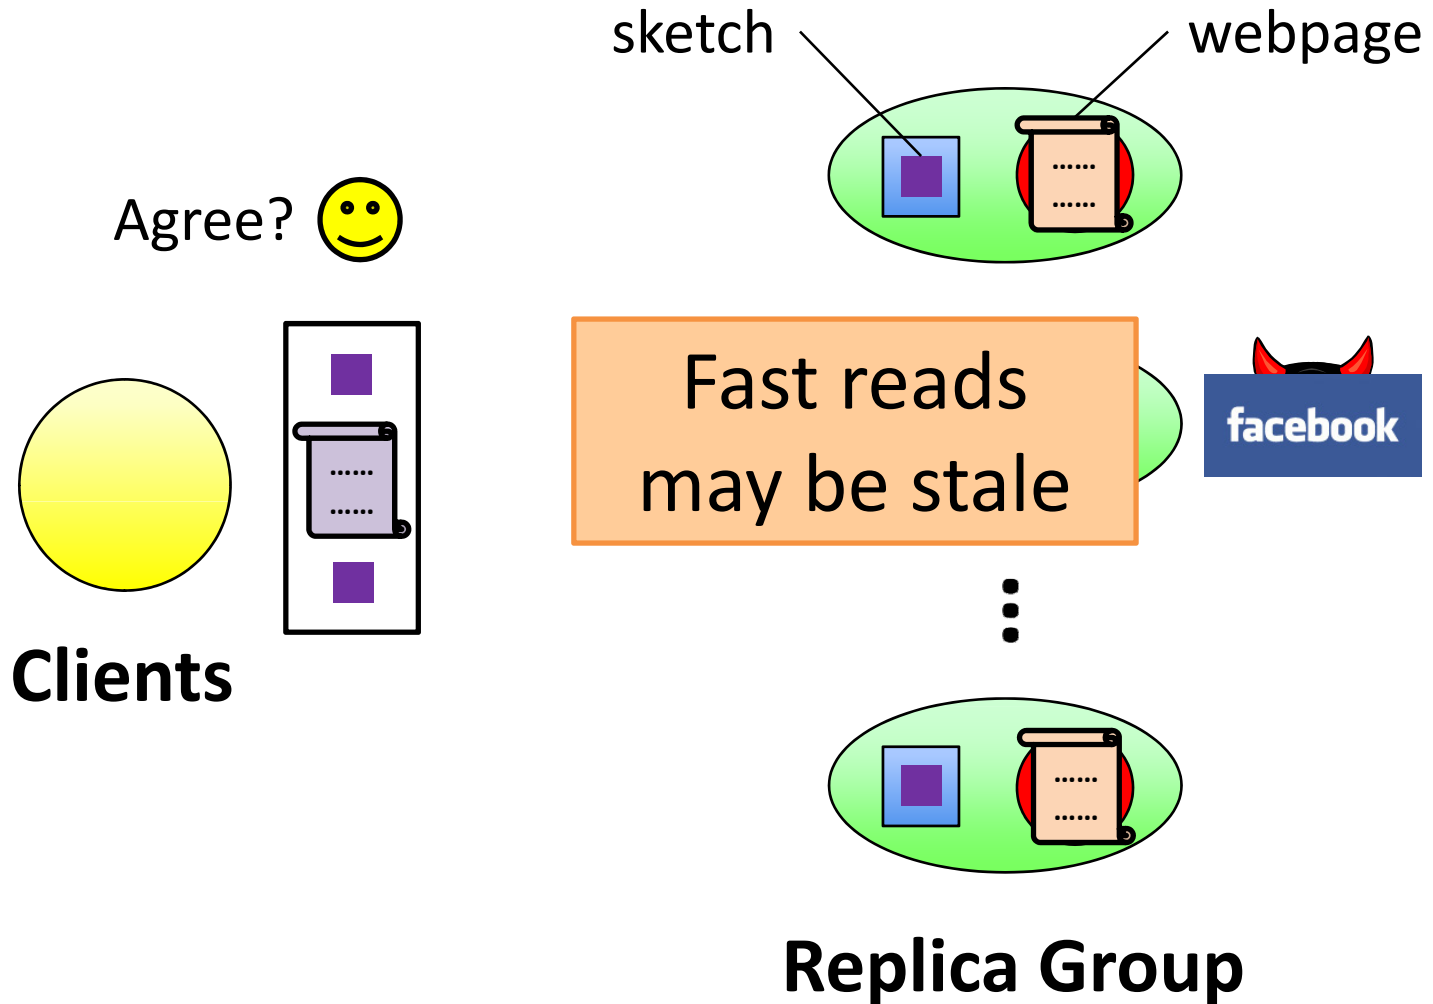 sketch
webpage
Agree?
Fast reads
may be stale
facebook
Clients
Replica Group